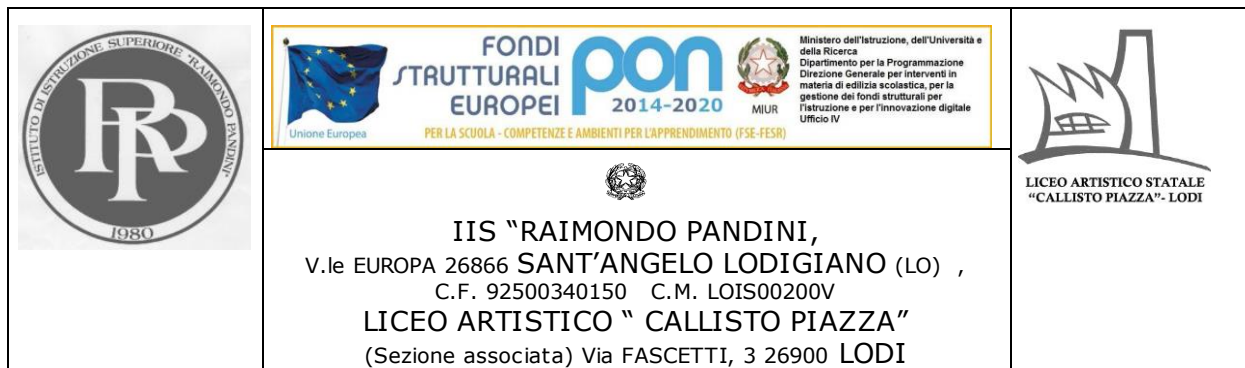 ISTITUTO DI ISTRUZIONE SUPERIORE "RAIMONDO PANDINI"
1980
Unione Europea
FONDI
STRUTTURALI
EUROPEI
pon
2014-2020
MIUR
Ministero dell'Istruzione, dell'Università e
della Ricerca
Dipartimento per la Programmazione
Direzione Generale per interventi in
materia di edilizia scolastica, per la
gestione dei fondi strutturali per
l'istruzione e per l'innovazione digitale
Ufficio IV
PER LA SCUOLA - COMPETENZE E AMBIENTI PER L'APPRENDIMENTO (FSE-FESR)
IIS “RAIMONDO PANDINI,
V.le EUROPA 26866 SANT’ANGELO LODIGIANO (LO) ,
C.F. 92500340150 C.M. LOIS00200V
LICEO ARTISTICO “ CALLISTO PIAZZA”
(Sezione associata) Via FASCETTI, 3 26900 LODI
LICEO ARTISTICO STATALE
“CALLISTO PIAZZA”- LODI